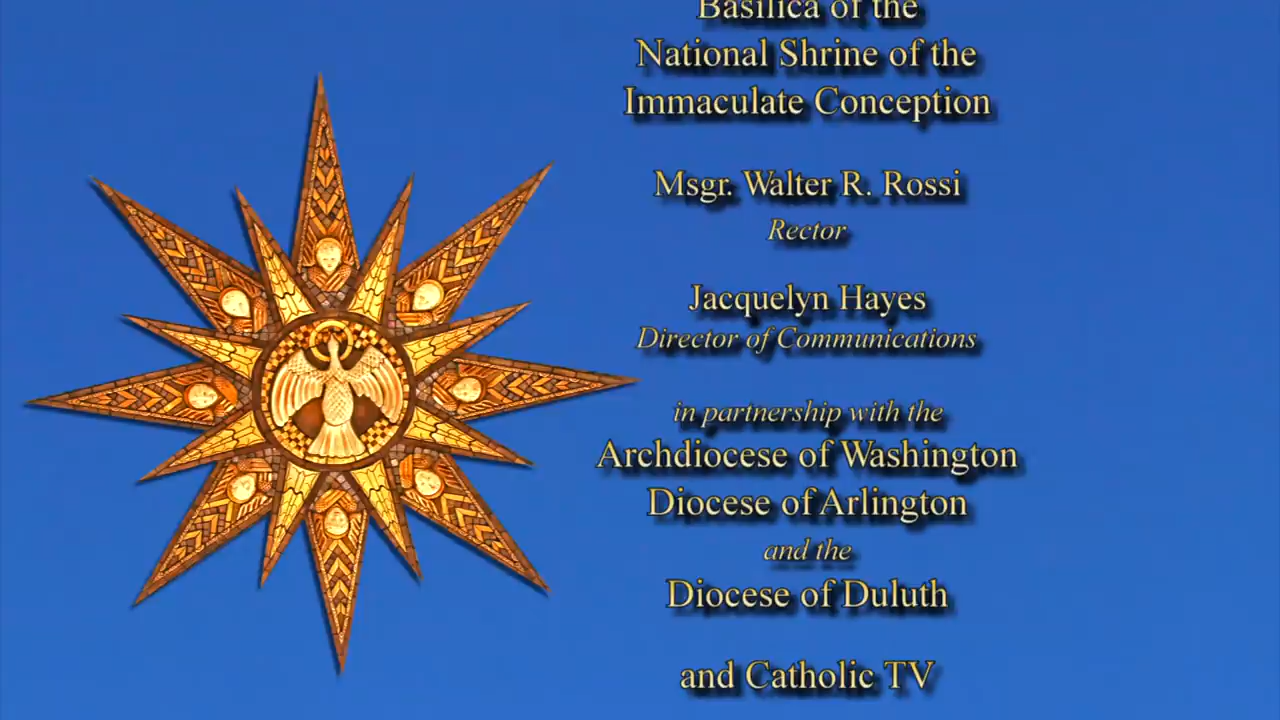 Basilica of the
National Shrine of the
Immaculate Conception
Msgr. Walter R. Rossi
Rector
Jacquelyn Hayes
Director of Communications
in partnership with the
Archdiocese of Washington
Diocese of Arlington
and the
Diocese of Duluth
and Catholic TV